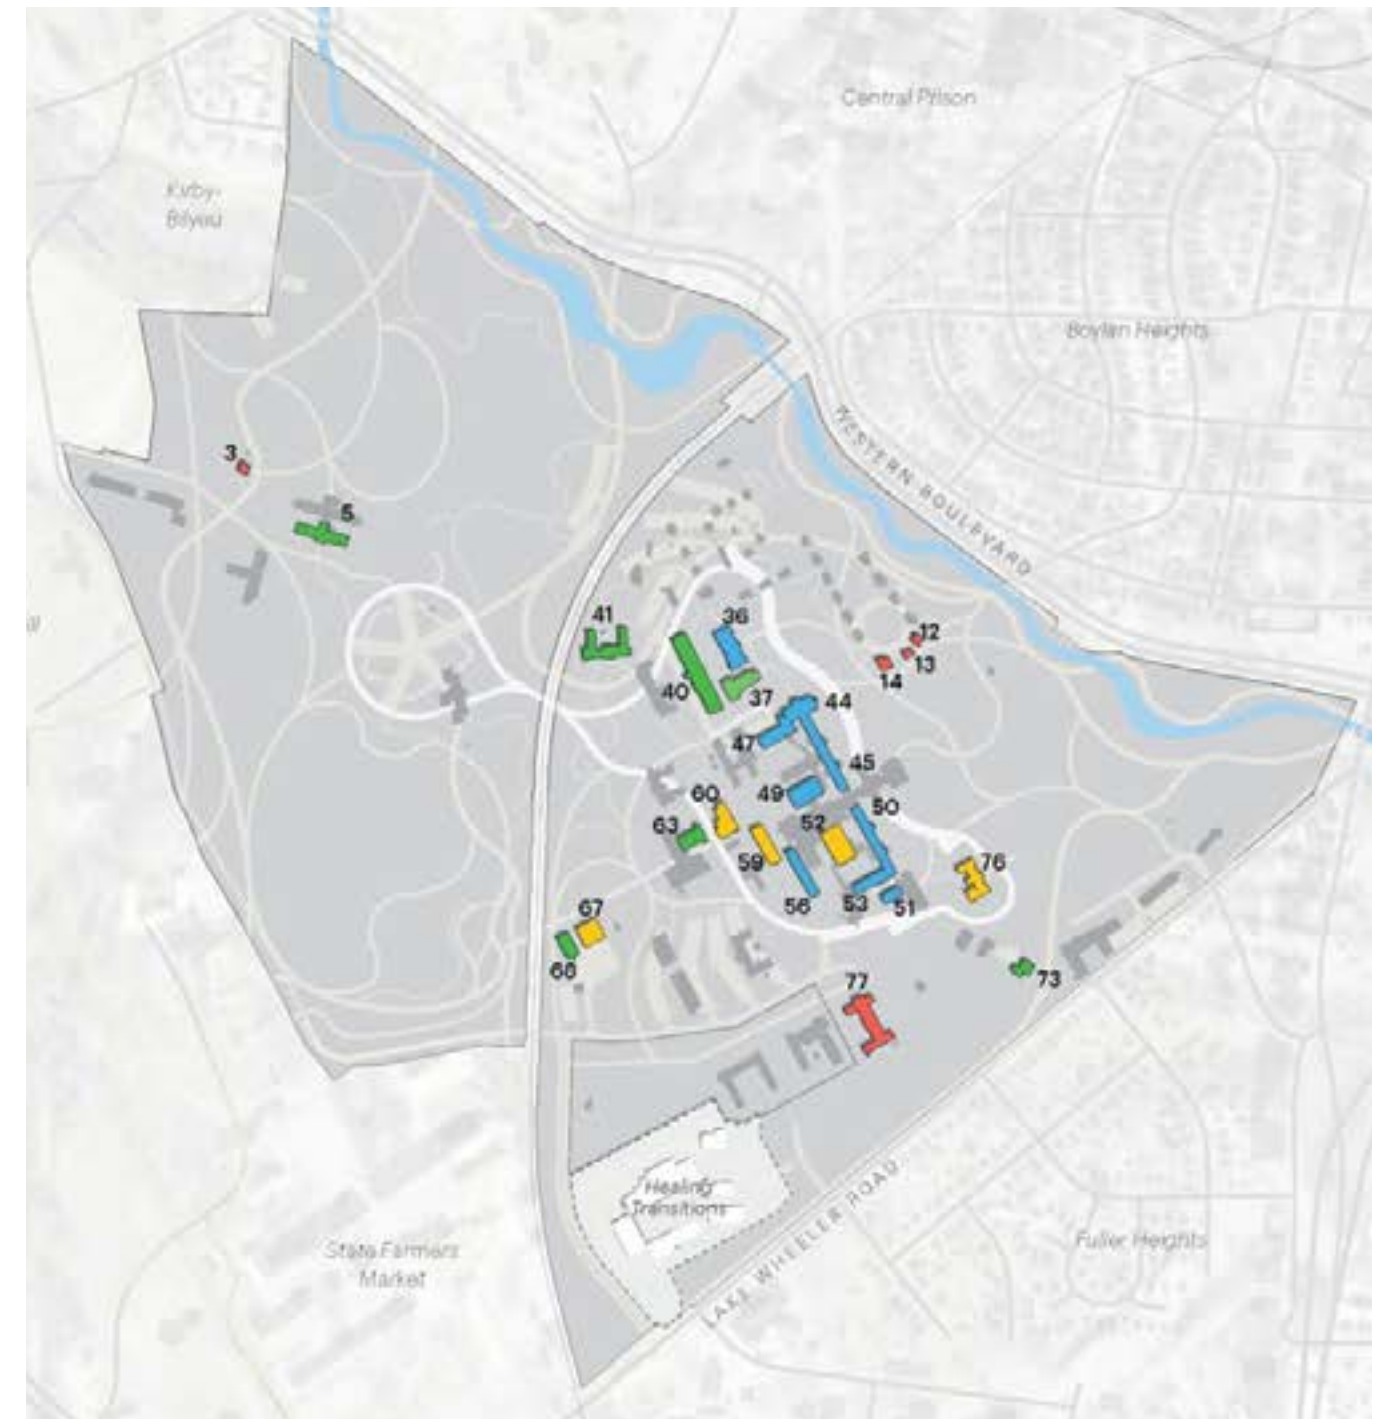 Central Prison
Kirby-
Bilyeu
Boylan Heights
WESTERN BOULEVARD
3
5
41
36
12
13
14
40
37
44
47
45
49
60
50
63
52
59
76
56
53
51
67
68
73
77
Healing
Transitions
LAKE WHEELER ROAD
State Farmers
Market
Fuller Heights